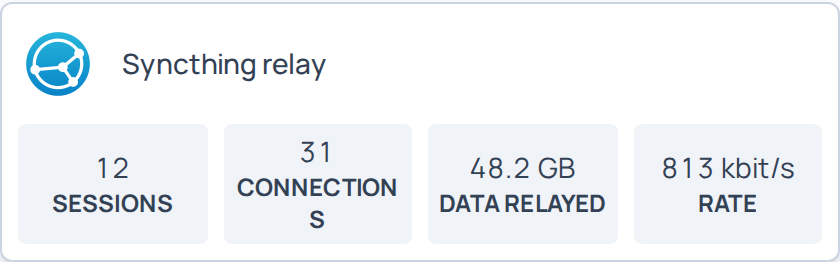 Syncthing relay
12
SESSIONS
31
CONNECTION
S
48.2 GB
DATA RELAYED
813 kbit/s
RATE